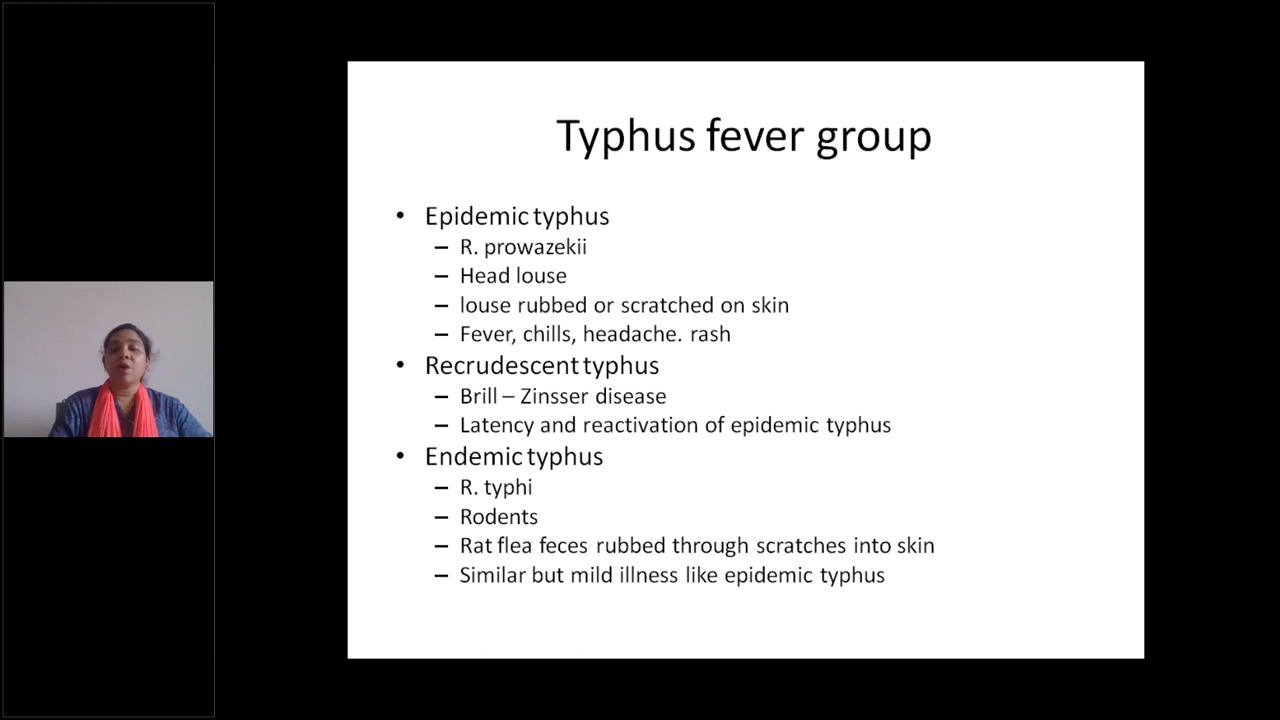 Typhus fever group
• Epidemic typhus
– R. prowazekii
– Head louse
– louse rubbed or scratched on skin
– Fever, chills, headache. rash
• Recrudescent typhus
– Brill – Zinsser disease
– Latency and reactivation of epidemic typhus
• Endemic typhus
– R. typhi
– Rodents
– Rat flea feces rubbed through scratches into skin
– Similar but mild illness like epidemic typhus